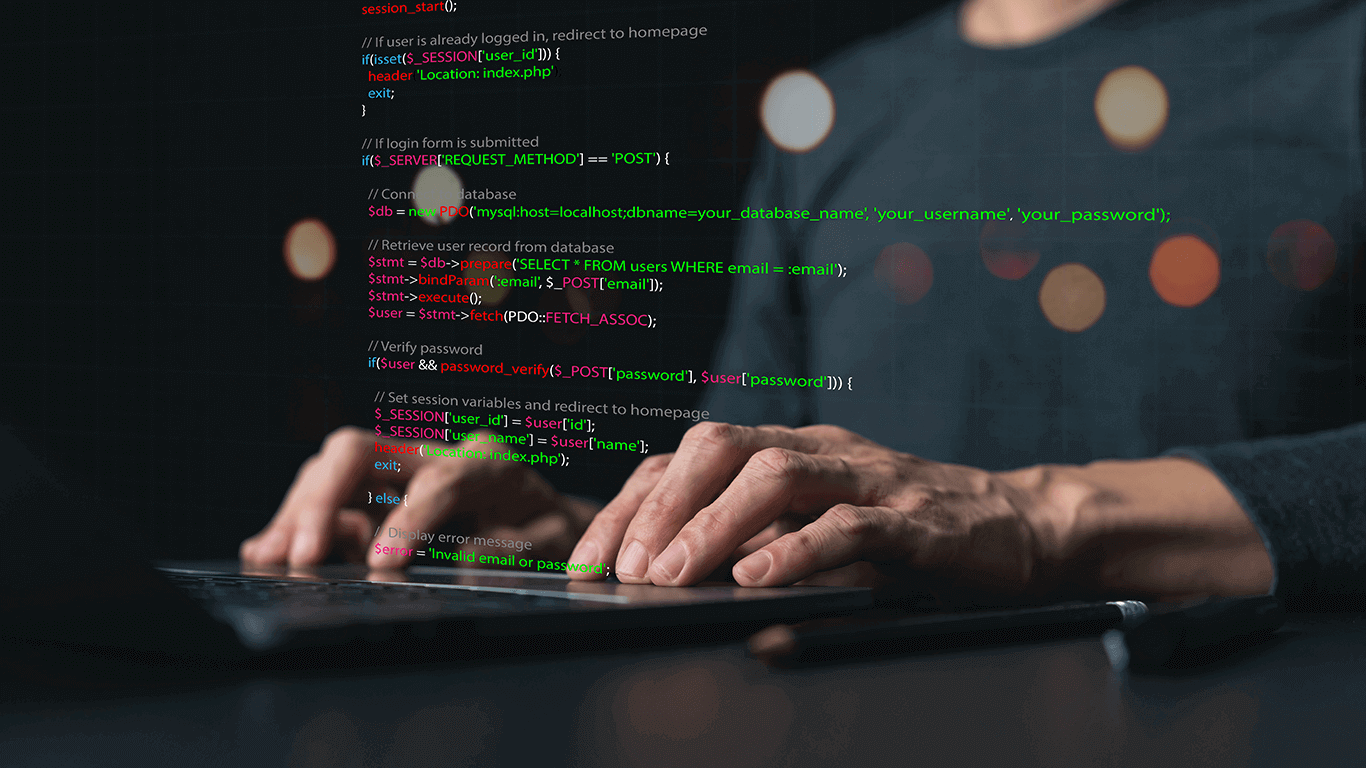 session_start();
// If user is already logged in, redirect to homepage
if(isset($_SESSION['user_id'])) {
header 'Location: index.php'
exit;
}
// If login form is submitted
if($_SERVER['REQUEST_METHOD'] == 'POST') {
// database
$db = new PDO('mysql:host=localhost;dbname=your_database_name', 'your_username', 'your_password');
// Retrieve user record from database
$stmt = $db->prepare('SELECT * FROM users WHERE email = :email');
$stmt->bindParam(':email', $_POST['email']);
$stmt->execute();
$user = $stmt->fetch(PDO::FETCH_ASSOC);
// Verify password
if($user && password_verify($_POST['password'], $user['password'])) {
// Set session variables and redirect to homepage
$_SESSION['user_id'] = $user['id'];
$_SESSION['user_name'] = $user['name'];
header('Location: index.php');
exit;
} else {
// Display error message
$error = 'Invalid email or password';